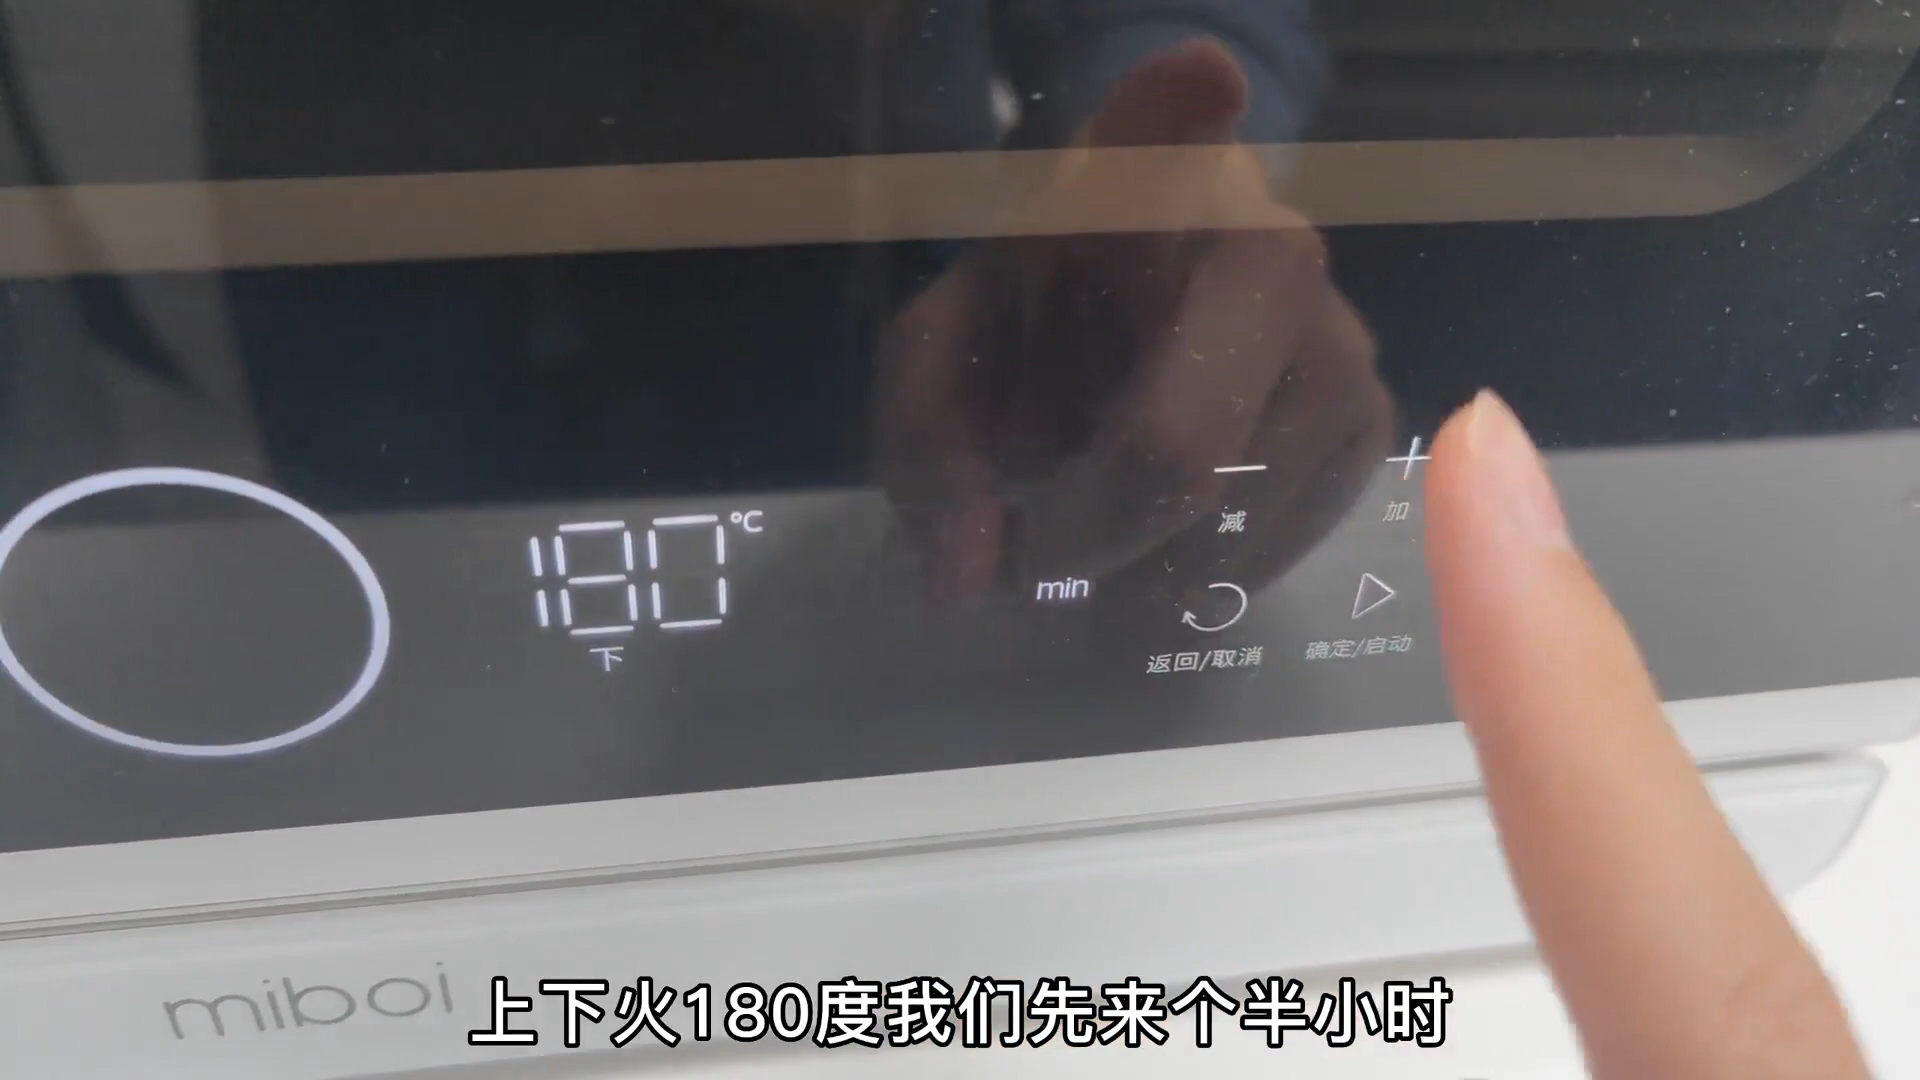 180 °C
下
min
减
加
返回/取消
确定/启动
miboi
上下火180度我们先来个半小时